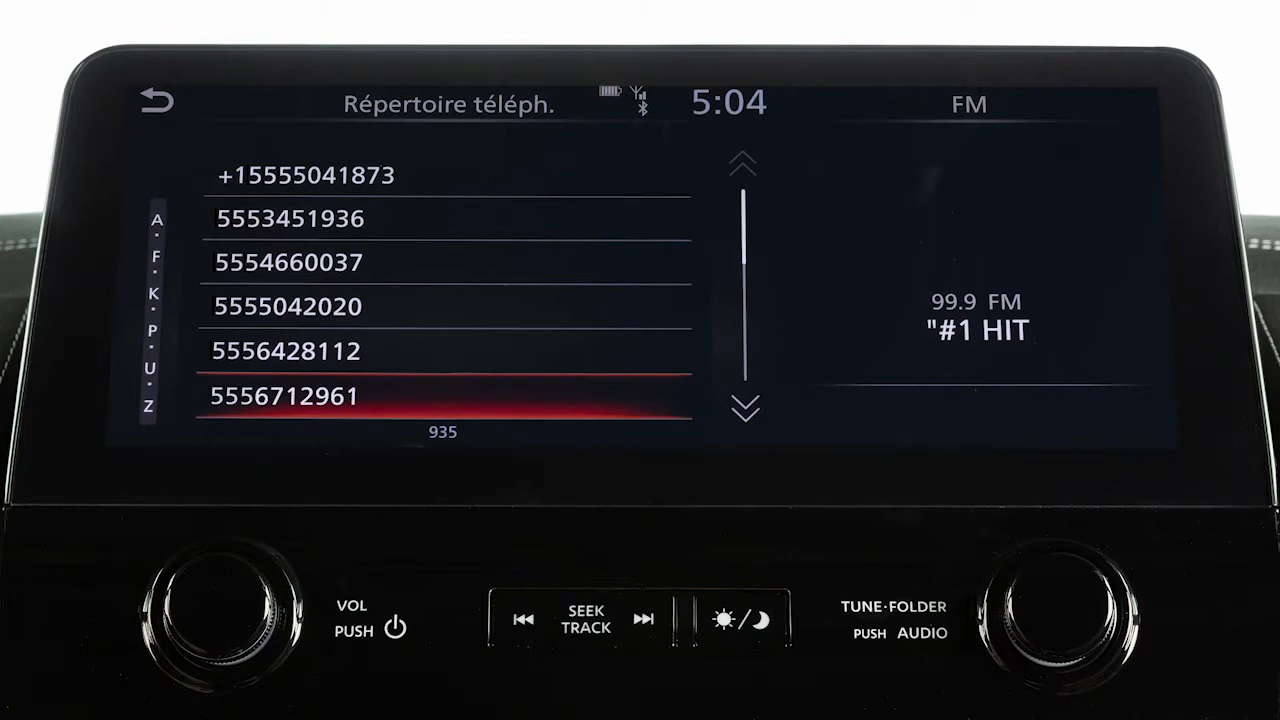 Répertoire téléph.
5:04
FM
+15555041873
5553451936
5554660037
5555042020
5556428112
5556712961
935
A
F
K
P
U
Z
99.9 FM
"#1 HIT
VOL
PUSH
SEEK
TRACK
TUNE·FOLDER
PUSH AUDIO